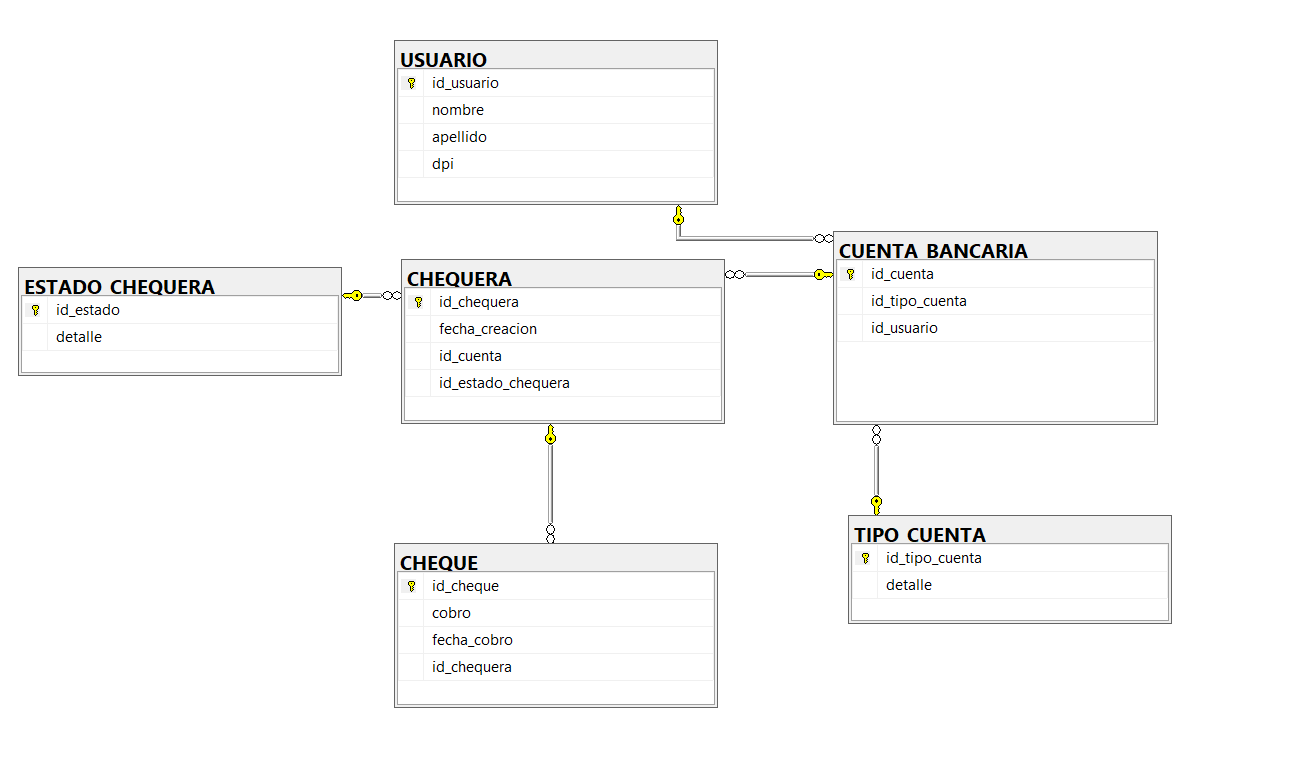 USUARIO
id_usuario
nombre
apellido
dpi
ESTADO_CHEQUERA
id_estado
detalle
CHEQUERA
id_chequera
fecha_creacion
id_cuenta
id_estado_chequera
CUENTA_BANCARIA
id_cuenta
id_tipo_cuenta
id_usuario
CHEQUE
id_cheque
cobro
fecha_cobro
id_chequera
TIPO_CUENTA
id_tipo_cuenta
detalle